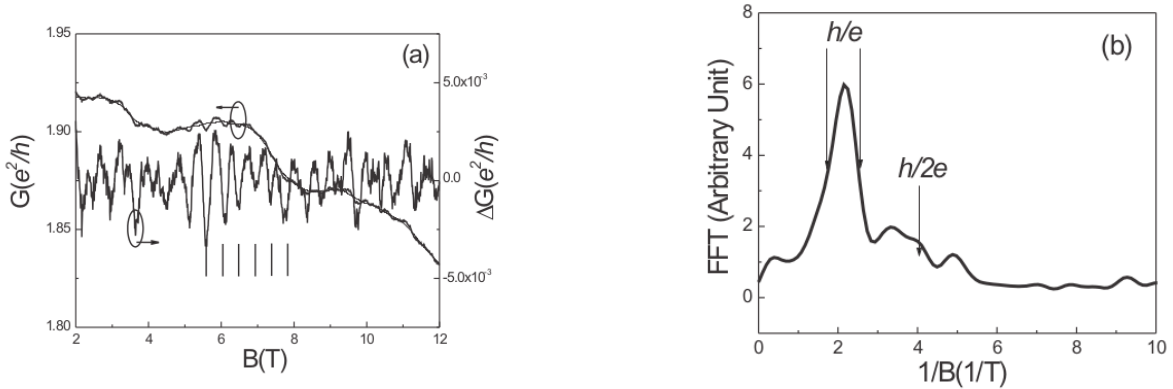 (a)
1.95
1.90
1.85
1.80
G(e²/h)
5.0x10⁻³
0.0
-5.0x10⁻³
ΔG(e²/h)
2 4 6 8 10 12
B(T)
(b)
h/e
h/2e
8
6
4
2
0
FFT (Arbitrary Unit)
0 2 4 6 8 10
1/B(1/T)